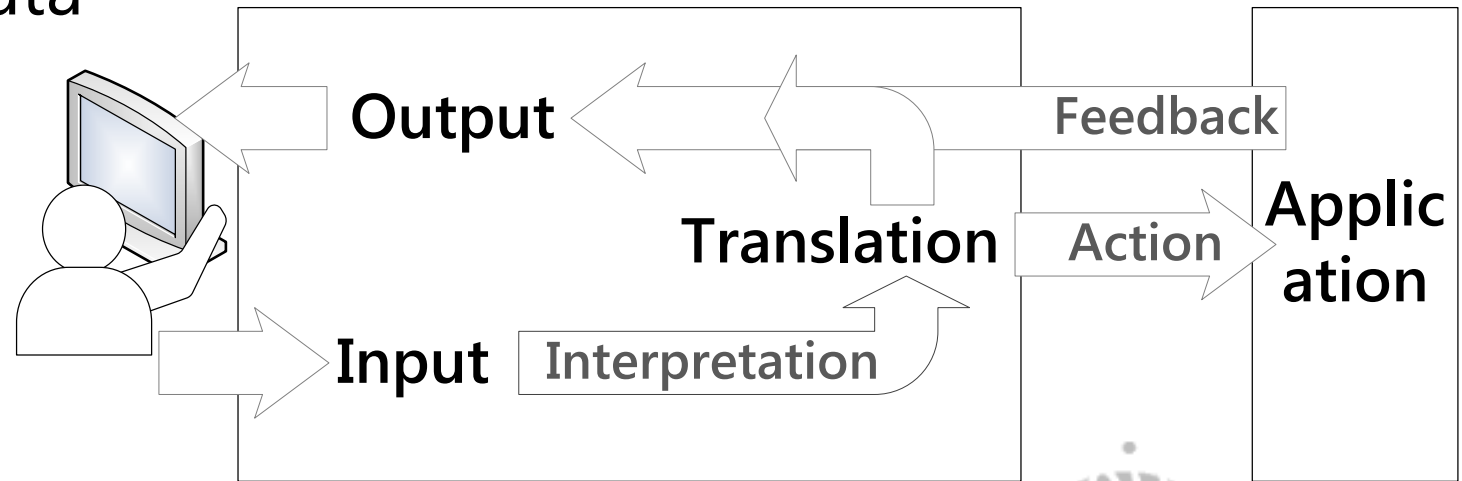 Output
Feedback
Translation
Action
Applic
ation
Input
Interpretation